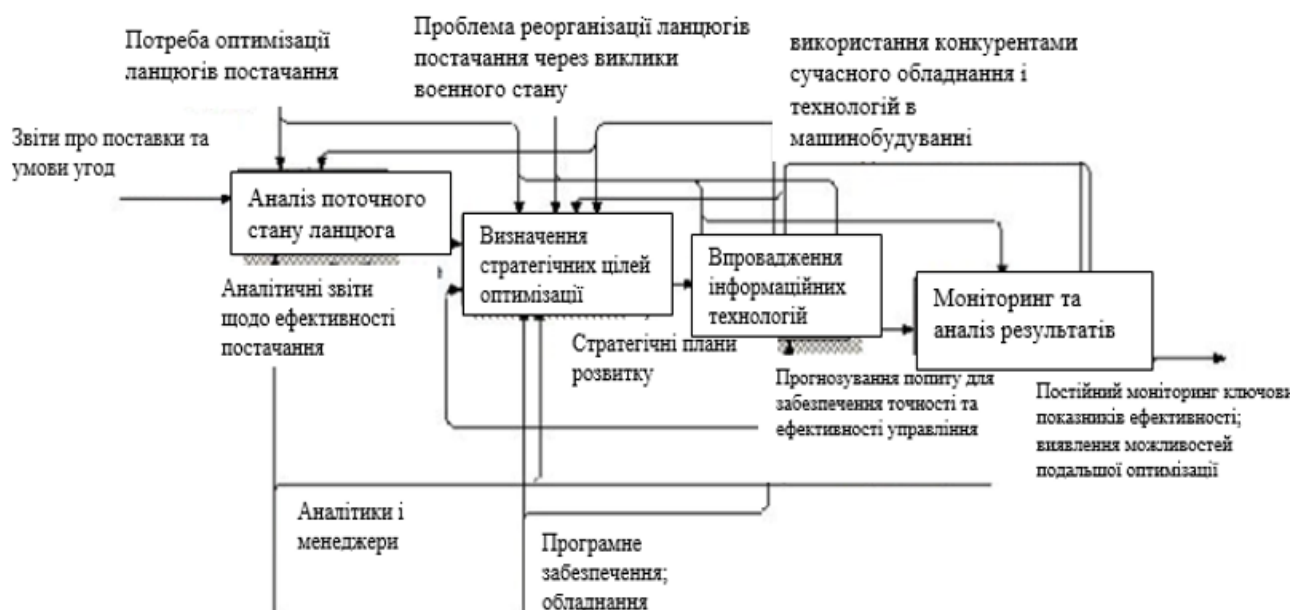 Потреба оптимізації
ланцюгів постачання
Проблема реорганізації ланцюгів
постачання через виклики
воєнного стану
використання конкурентами
сучасного обладнання і
технологій в
машинобудуванні
Звіти про поставки та
умови угод
Аналіз поточного
стану ланцюга
Визначення
стратегічних цілей
оптимізації
Впровадження
інформаційних
технологій
Моніторинг та
аналіз результатів
Аналітичні звіти
щодо ефективності
постачання
Стратегічні плани
розвитку
Прогнозування попиту для
забезпечення точності та
ефективності управління
Постійний моніторинг ключови
показників ефективності;
виявлення можливостей
подальшої оптимізації
Аналітики і
менеджери
Програмне
забезпечення;
обладнання